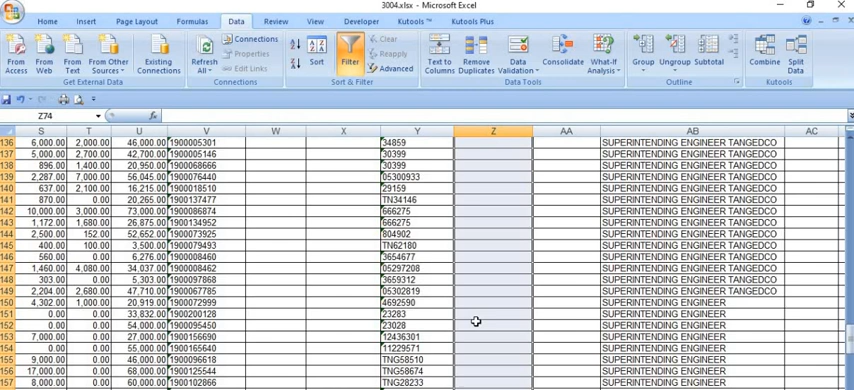 3004.xlsx - Microsoft Excel
Home Insert Page Layout Formulas Data Review View Developer Kutools ™ Kutools Plus
From Access From Web From Text From Other Sources Existing Connections Refresh All Connections Properties Edit Links Sort Filter Clear Reapply Advanced Text to Columns Remove Duplicates Data Validation Consolidate What-If Analysis Group Ungroup Subtotal Combine Split Data
Get External Data Connections Sort & Filter Data Tools Outline Kutools
Z74 fx
S T U V W X Y Z AA AB AC
136 6,000.00 2,000.00 46,000.00 1900005301 34859 SUPERINTENDING ENGINEER TANGEDCO
137 5,000.00 2,700.00 42,700.00 1900005146 30399 SUPERINTENDING ENGINEER TANGEDCO
138 896.00 1,400.00 20,950.00 1900068666 30399 SUPERINTENDING ENGINEER TANGEDCO
139 2,287.00 7,000.00 56,045.00 1900076440 05300933 SUPERINTENDING ENGINEER TANGEDCO
140 637.00 2,100.00 16,215.00 1900018510 29159 SUPERINTENDING ENGINEER TANGEDCO
141 870.00 0.00 20,265.00 1900137477 TN34146 SUPERINTENDING ENGINEER TANGEDCO
142 10,000.00 3,000.00 73,000.00 1900086874 666275 SUPERINTENDING ENGINEER TANGEDCO
143 1,172.00 1,680.00 26,875.00 1900134952 666275 SUPERINTENDING ENGINEER TANGEDCO
144 2,500.00 152.00 52,652.00 1900073925 804902 SUPERINTENDING ENGINEER TANGEDCO
145 400.00 100.00 3,500.00 1900079493 TN62180 SUPERINTENDING ENGINEER TANGEDCO
146 560.00 0.00 6,276.00 1900008460 3654677 SUPERINTENDING ENGINEER TANGEDCO
147 1,460.00 4,080.00 34,037.00 1900008462 05297208 SUPERINTENDING ENGINEER TANGEDCO
148 303.00 0.00 5,303.00 1900097868 3659312 SUPERINTENDING ENGINEER TANGEDCO
149 2,204.00 2,680.00 47,710.00 1900067785 05302819 SUPERINTENDING ENGINEER TANGEDCO
150 4,302.00 1,000.00 20,919.00 1900072999 4692590 SUPERINTENDING ENGINEER
151 0.00 0.00 33,832.00 1900200128 23283 SUPERINTENDING ENGINEER
152 0.00 0.00 54,000.00 1900095450 23028 SUPERINTENDING ENGINEER
153 7,000.00 0.00 27,000.00 1900156690 12436301 SUPERINTENDING ENGINEER
154 0.00 0.00 55,000.00 1900165640 11229571 SUPERINTENDING ENGINEER
155 9,000.00 0.00 46,000.00 1900096618 TNG58510 SUPERINTENDING ENGINEER
156 17,000.00 0.00 68,000.00 1900125544 TNG58674 SUPERINTENDING ENGINEER
157 8,000.00 0.00 60,000.00 1900102866 TNG28233 SUPERINTENDING ENGINEER